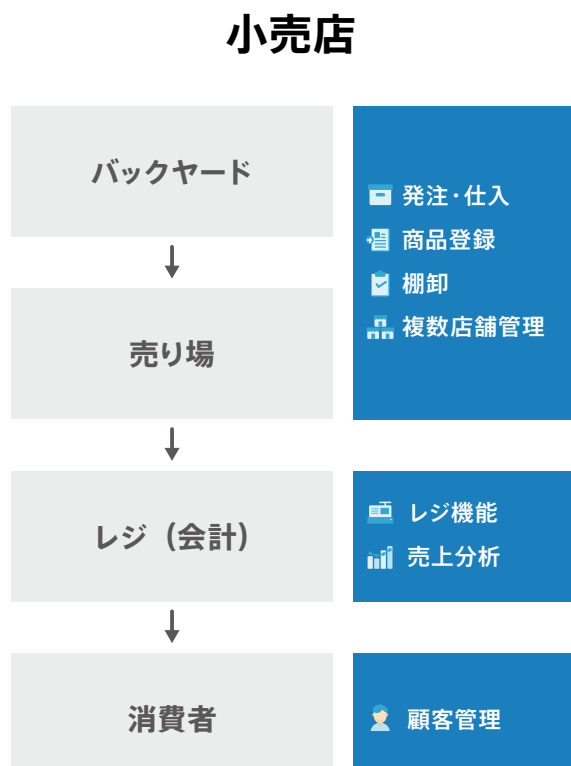 小売店
バックヤード
発注・仕入
商品登録
棚卸
複数店舗管理
売り場
レジ（会計）
レジ機能
売上分析
消費者
顧客管理